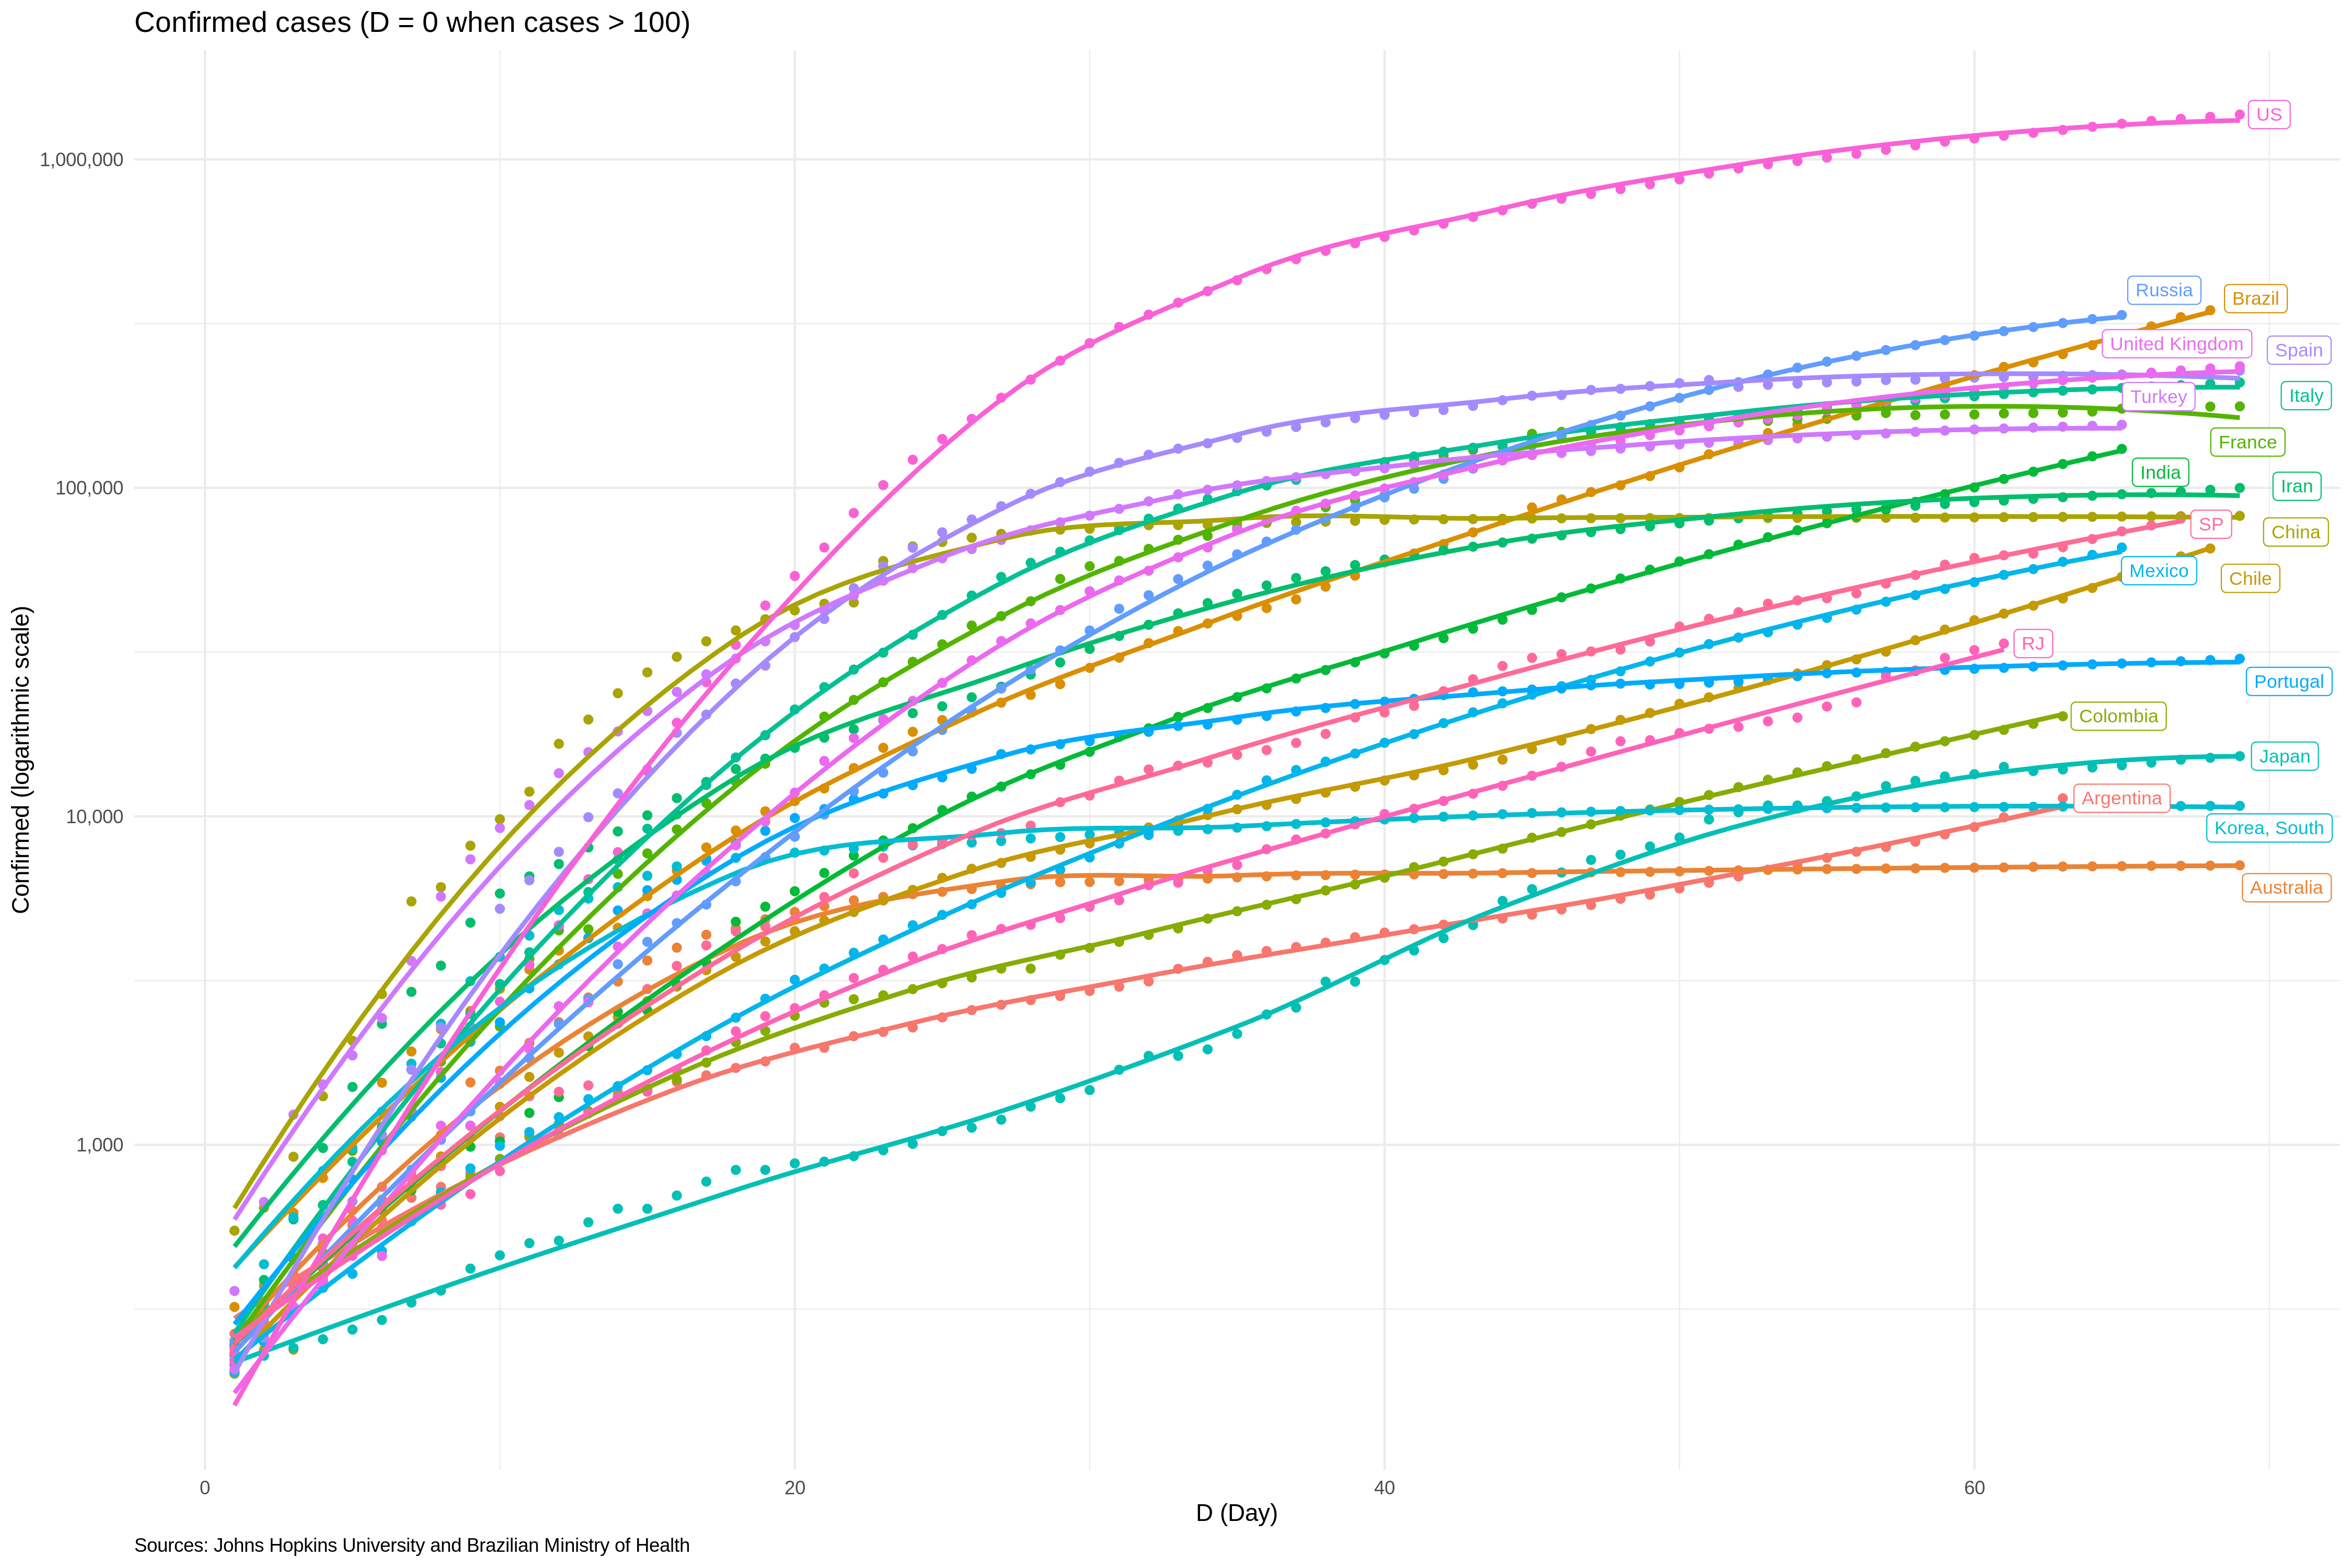 Confirmed cases (D = 0 when cases > 100)
US
1,000,000
Russia
Brazil
United Kingdom
Spain
Turkey
Italy
France
India
Iran
100,000
SP
China
Mexico
Chile
RJ
Portugal
Colombia
Japan
Argentina
10,000
Korea, South
Australia
1,000
Confirmed (logarithmic scale)
0
20
40
60
D (Day)
Sources: Johns Hopkins University and Brazilian Ministry of Health